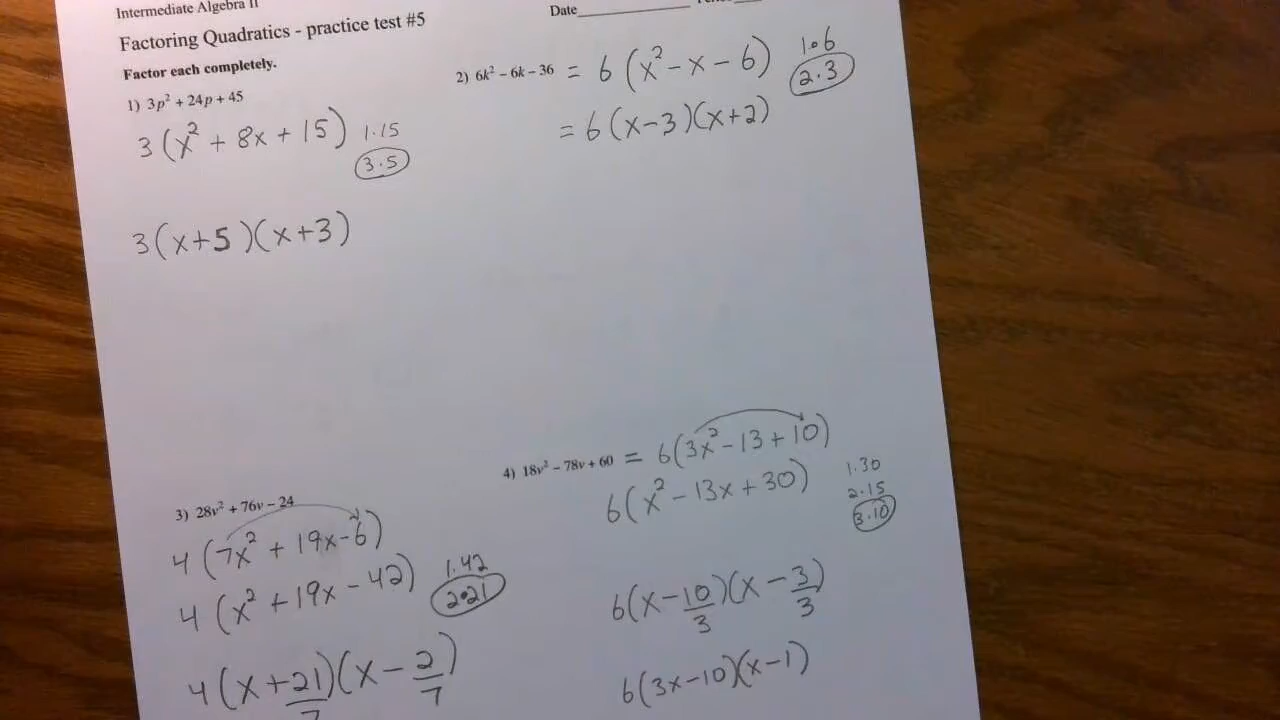 Intermediate Algebra II
Date
Factoring Quadratics - practice test #5
Factor each completely.
1) 3p² + 24p + 45
3(x² + 8x + 15)
1·15
3·5
3(x+5)(x+3)
2) 6k² − 6k − 36 = 6(x² − x − 6)
1·6
2·3
= 6(x−3)(x+2)
3) 28v² + 76v − 24
4(7x² + 19x − 6)
4(x² + 19x − 42)
1·42
2·21
4(x + 21/7)(x − 2/7)
4) 18v² − 78v + 60 = 6(3x² − 13 + 10)
6(x² − 13x + 30)
1·30
2·15
3·10
6(x − 10/3)(x − 3/3)
6(3x−10)(x−1)